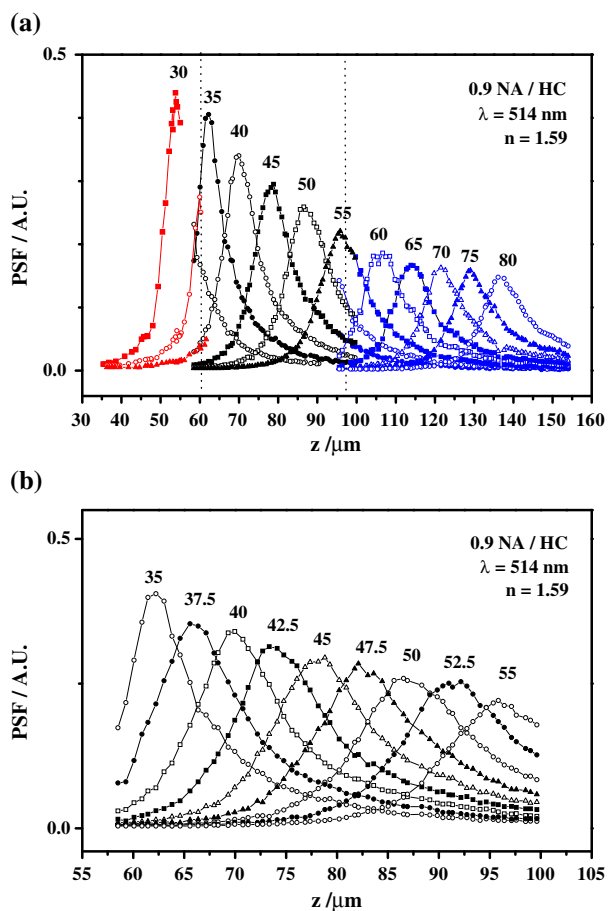 (a)
0.5
0.0
PSF / A.U.
30
35
40
45
50
55
60
65
70
75
80
0.9 NA / HC
λ = 514 nm
n = 1.59
30 40 50 60 70 80 90 100 110 120 130 140 150 160
z /μm
(b)
0.5
0.0
PSF / A.U.
35
37.5
40
42.5
45
47.5
50
52.5
55
0.9 NA / HC
λ = 514 nm
n = 1.59
55 60 65 70 75 80 85 90 95 100 105
z /μm